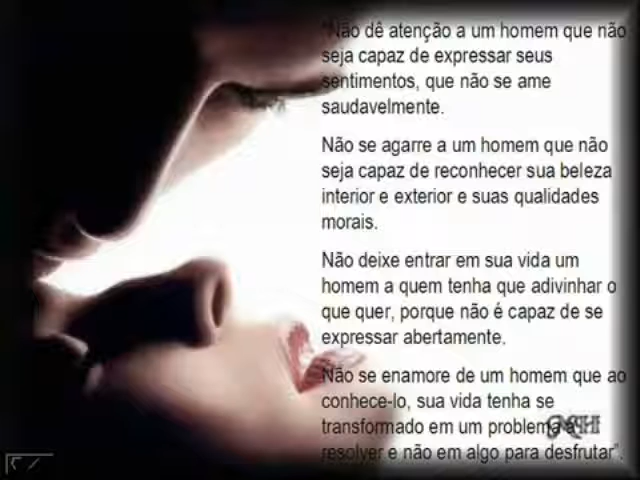 "Não dê atenção a um homem que não
seja capaz de expressar seus
sentimentos, que não se ame
saudavelmente.
Não se agarre a um homem que não
seja capaz de reconhecer sua beleza
interior e exterior e suas qualidades
morais.
Não deixe entrar em sua vida um
homem a quem tenha que adivinhar o
que quer, porque não é capaz de se
expressar abertamente.
Não se enamore de um homem que ao
conhece-lo, sua vida tenha se
transformado em um problema a
resolver e não em algo para desfrutar".